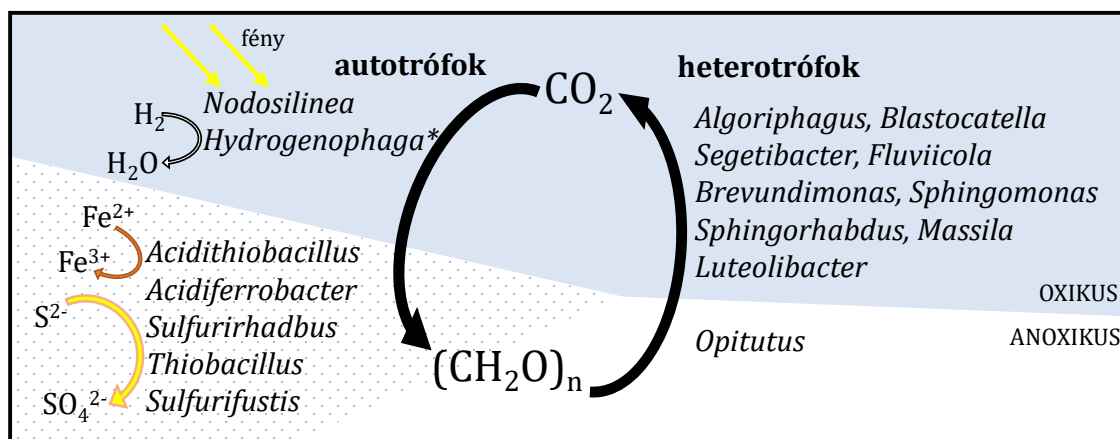 fény
autotrófok
heterotrófok
CO₂
Nodosilinea
Hydrogenophaga*
H₂
H₂O
Algoriphagus, Blastocatella
Segetibacter, Fluviicola
Brevundimonas, Sphingomonas
Sphingorhabdus, Massila
Luteolibacter
Fe²⁺
Fe³⁺
S²⁻
SO₄²⁻
Acidithiobacillus
Acidiferrobacter
Sulfurirhadbus
Thiobacillus
Sulfurifustis
(CH₂O)ₙ
OXIKUS
ANOXIKUS
Opitutus